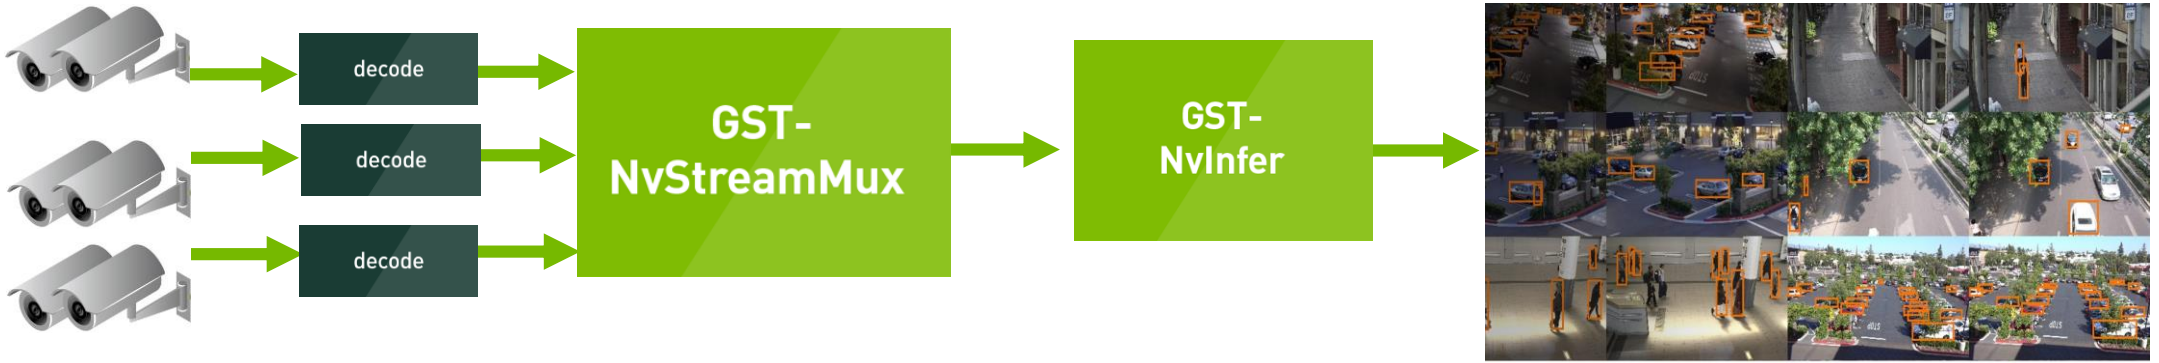 decode
decode
decode
GST-
NvStreamMux
GST-
NvInfer